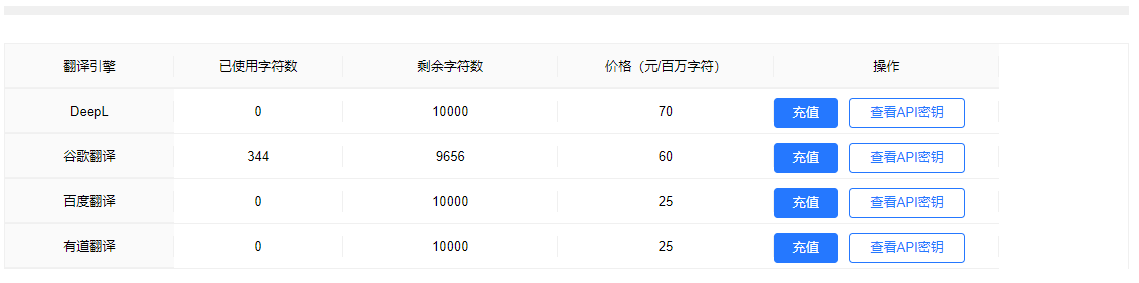 翻译引擎 已使用字符数 剩余字符数 价格（元/百万字符） 操作
DeepL 0 10000 70 充值 查看API密钥
谷歌翻译 344 9656 60 充值 查看API密钥
百度翻译 0 10000 25 充值 查看API密钥
有道翻译 0 10000 25 充值 查看API密钥